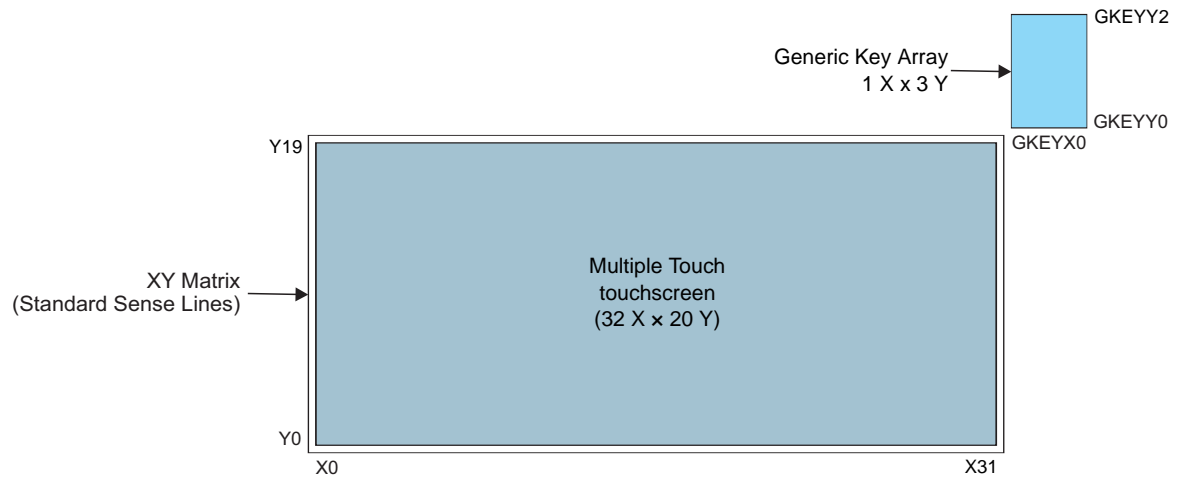 GKEYY2
Generic Key Array
1 X x 3 Y
GKEYY0
GKEYX0
Y19
Multiple Touch
touchscreen
(32 X × 20 Y)
XY Matrix
(Standard Sense Lines)
Y0
X0
X31